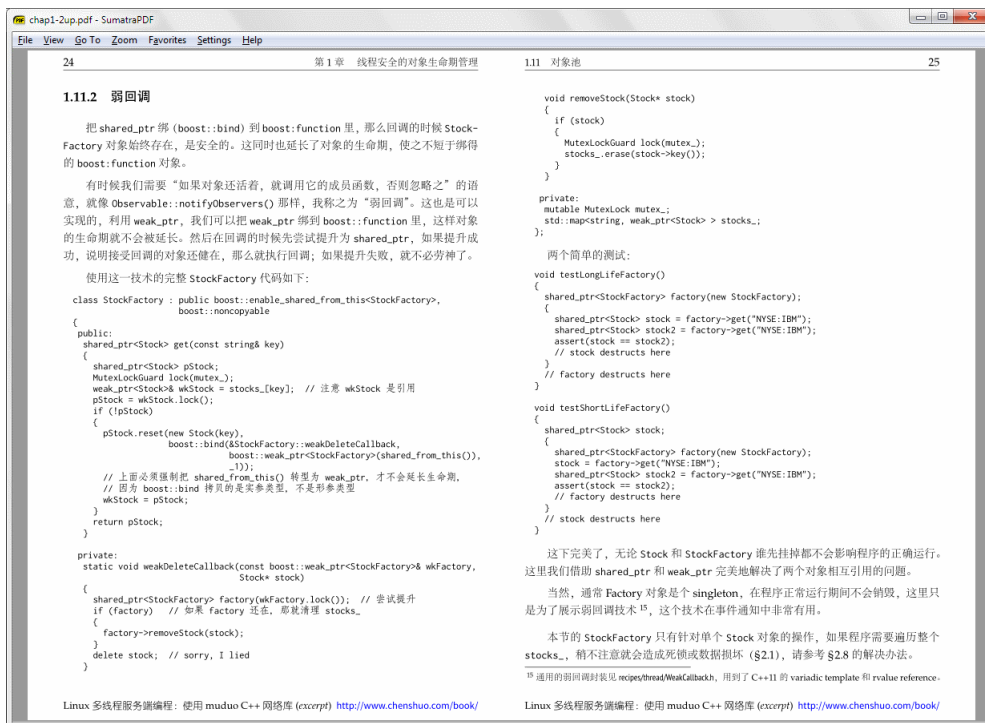 chap1-2up.pdf - SumatraPDF
File View Go To Zoom Favorites Settings Help
24 第 1 章 线程安全的对象生命期管理
1.11.2 弱回调
把 shared_ptr 绑 (boost::bind) 到 boost:function 里，那么回调的时候 Stock-
Factory 对象始终存在，是安全的。这同时也延长了对象的生命期，使之不短于绑得
的 boost:function 对象。
有时候我们需要“如果对象还活着，就调用它的成员函数，否则忽略之”的语
意，就像 Observable::notifyObservers() 那样，我称之为“弱回调”。这也是可以
实现的，利用 weak_ptr，我们可以把 weak_ptr 绑到 boost::function 里，这样对象
的生命期就不会被延长。然后在回调的时候先尝试提升为 shared_ptr，如果提升成
功，说明接受回调的对象还健在，那么就执行回调；如果提升失败，就不必劳神了。
使用这一技术的完整 StockFactory 代码如下：
class StockFactory : public boost::enable_shared_from_this<StockFactory>,
boost::noncopyable
{
public:
shared_ptr<Stock> get(const string& key)
{
shared_ptr<Stock> pStock;
MutexLockGuard lock(mutex_);
weak_ptr<Stock>& wkStock = stocks_[key]; // 注意 wkStock 是引用
pStock = wkStock.lock();
if (!pStock)
{
pStock.reset(new Stock(key),
boost::bind(&StockFactory::weakDeleteCallback,
boost::weak_ptr<StockFactory>(shared_from_this()),
_1));
// 上面必须强制把 shared_from_this() 转型为 weak_ptr, 才不会延长生命期,
// 因为 boost::bind 拷贝的是实参类型, 不是形参类型
wkStock = pStock;
}
return pStock;
}
private:
static void weakDeleteCallback(const boost::weak_ptr<StockFactory>& wkFactory,
Stock* stock)
{
shared_ptr<StockFactory> factory(wkFactory.lock()); // 尝试提升
if (factory) // 如果 factory 还在, 那就清理 stocks_
{
factory->removeStock(stock);
}
delete stock; // sorry, I lied
}
Linux 多线程服务端编程：使用 muduo C++ 网络库 (excerpt) http://www.chenshuo.com/book/
1.11 对象池 25
void removeStock(Stock* stock)
{
if (stock)
{
MutexLockGuard lock(mutex_);
stocks_.erase(stock->key());
}
}
private:
mutable MutexLock mutex_;
std::map<string, weak_ptr<Stock> > stocks_;
};
两个简单的测试：
void testLongLifeFactory()
{
shared_ptr<StockFactory> factory(new StockFactory);
{
shared_ptr<Stock> stock = factory->get("NYSE:IBM");
shared_ptr<Stock> stock2 = factory->get("NYSE:IBM");
assert(stock == stock2);
// stock destructs here
}
// factory destructs here
}
void testShortLifeFactory()
{
shared_ptr<Stock> stock;
{
shared_ptr<StockFactory> factory(new StockFactory);
stock = factory->get("NYSE:IBM");
shared_ptr<Stock> stock2 = factory->get("NYSE:IBM");
assert(stock == stock2);
// factory destructs here
}
// stock destructs here
}
这下完美了，无论 Stock 和 StockFactory 谁先挂掉都不会影响程序的正确运行。
这里我们借助 shared_ptr 和 weak_ptr 完美地解决了两个对象相互引用的问题。
当然，通常 Factory 对象是个 singleton，在程序正常运行期间不会销毁，这里只
是为了展示弱回调技术 15，这个技术在事件通知中非常有用。
本节的 StockFactory 只有针对单个 Stock 对象的操作，如果程序需要遍历整个
stocks_，稍不注意就会造成死锁或数据损坏（§2.1），请参考 §2.8 的解决办法。
15 通用的弱回调封装见 recipes/thread/WeakCallback.h，用到了 C++11 的 variadic template 和 rvalue reference。
Linux 多线程服务端编程：使用 muduo C++ 网络库 (excerpt) http://www.chenshuo.com/book/